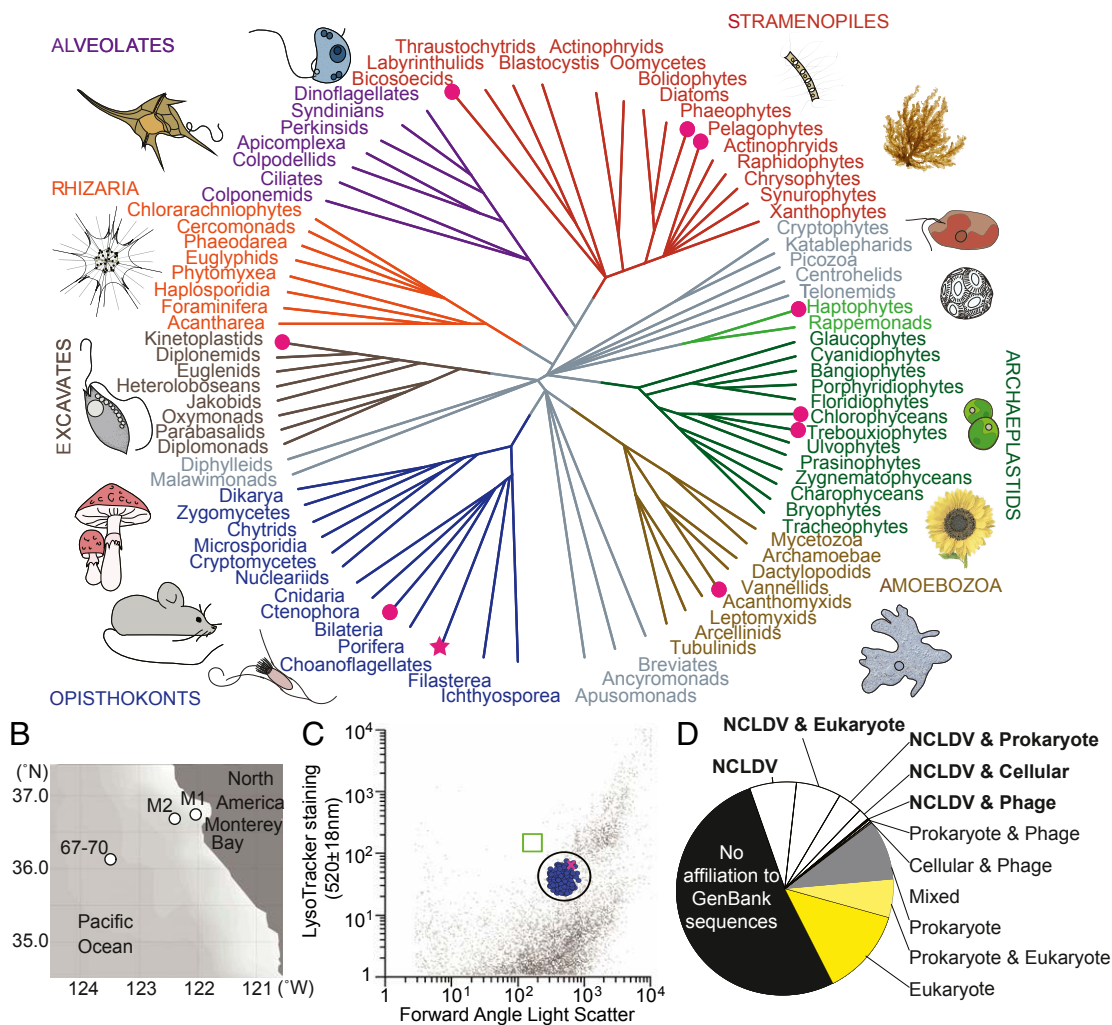 ALVEOLATES
STRAMENOPILES
Thraustochytrids
Actinophryids
Labyrinthulids
Blastocystis
Oomycetes
Bicosoecids
Bolidophytes
Dinoflagellates
Diatoms
Syndinians
Phaeophytes
Perkinsids
Pelagophytes
Apicomplexa
Actinophryids
Colpodellids
Raphidophytes
Ciliates
Chrysophytes
Colponemids
Synurophytes
RHIZARIA
Xanthophytes
Chlorarachniophytes
Cryptophytes
Cercomonads
Katablepharids
Phaeodarea
Picozoa
Euglyphids
Centrohelids
Phytomyxea
Telonemids
Haplosporidia
Haptophytes
Foraminifera
Rappemonads
Acantharea
Glaucophytes
Kinetoplastids
Cyanidiophytes
Diplonemids
Bangiophytes
Euglenids
Porphyridiophytes
Heteroloboseans
Floridiophytes
Jakobids
Chlorophyceans
Oxymonads
Trebouxiophytes
Parabasalids
Ulvophytes
Diplomonads
Prasinophytes
EXCAVATES
ARCHAEPLASTIDS
Diphylleids
Zygnematophyceans
Malawimonads
Charophyceans
Dikarya
Bryophytes
Zygomycetes
Tracheophytes
Chytrids
Mycetozoa
Microsporidia
Archamoebae
Cryptomycetes
Dactylopodids
Nucleariids
Vannellids
AMOEBOZOA
Cnidaria
Acanthomyxids
Ctenophora
Leptomyxids
Bilateria
Arcellinids
Porifera
Tubulinids
Choanoflagellates
Breviates
Filasterea
Ancyromonads
Ichthyosporea
Apusomonads
OPISTHOKONTS
B
(˚N)
37.0
36.0
35.0
North
America
Monterey
Bay
M2
M1
67-70
Pacific
Ocean
124
123
122
121
(˚W)
C
LysoTracker staining
(520±18nm)
10⁴
10³
10²
10¹
1
1
10¹
10²
10³
10⁴
Forward Angle Light Scatter
D
NCLDV & Eukaryote
NCLDV
NCLDV & Prokaryote
NCLDV & Cellular
NCLDV & Phage
Prokaryote & Phage
Cellular & Phage
Mixed
Prokaryote
Prokaryote & Eukaryote
Eukaryote
No
affiliation to
GenBank
sequences